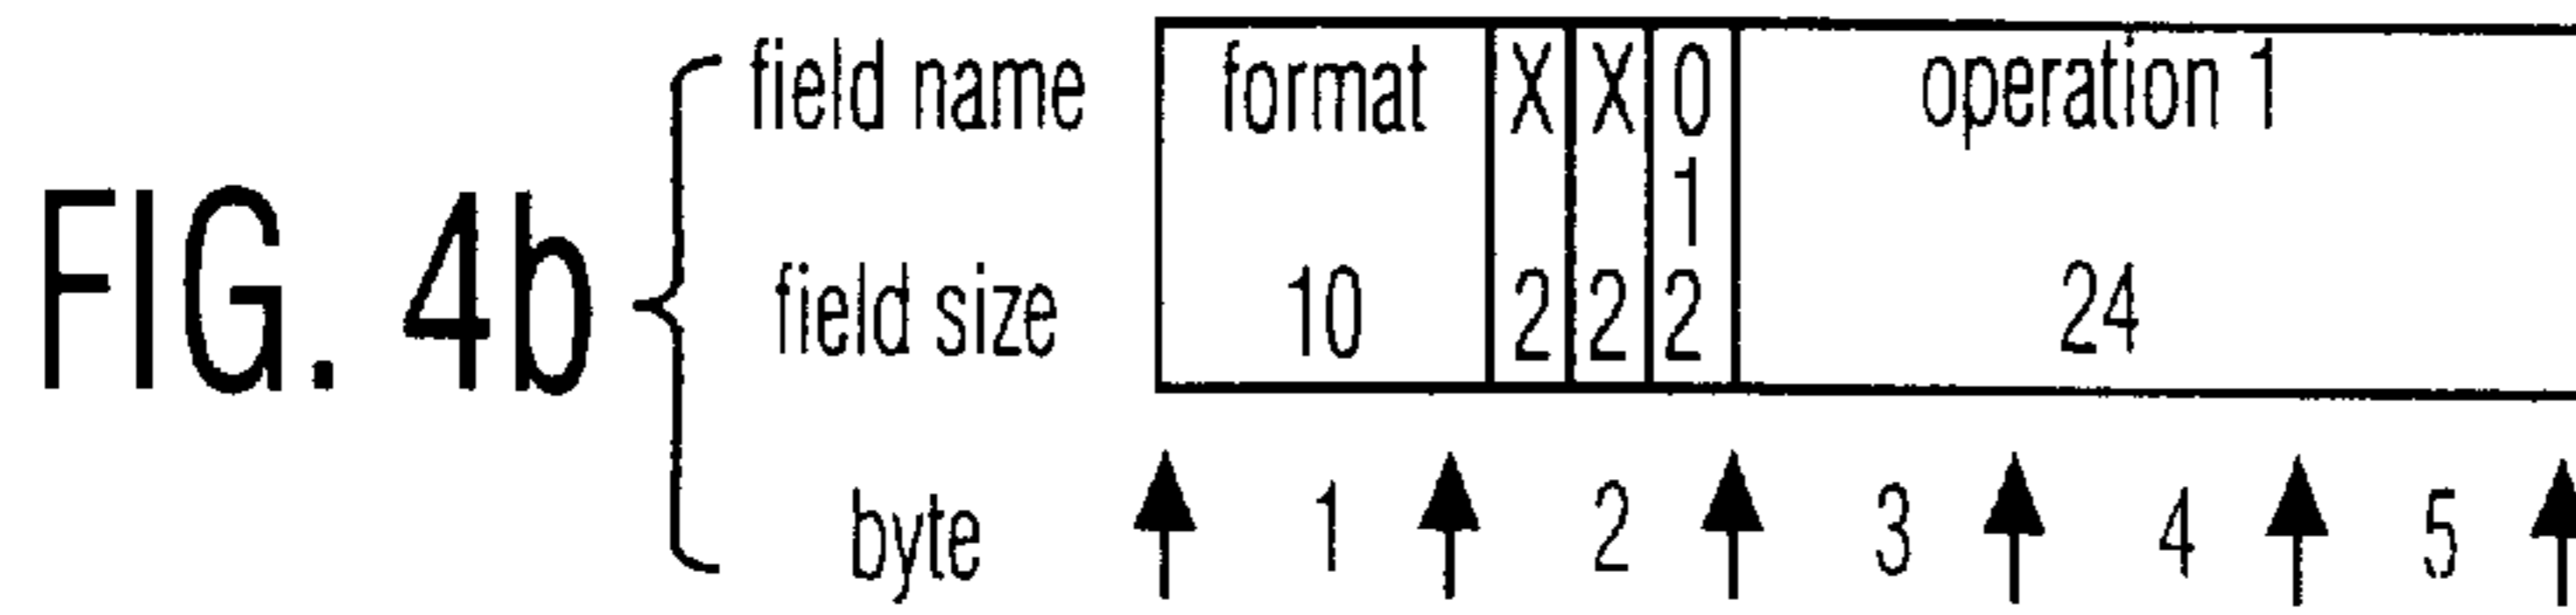 FIG. 4b
field name format X X 0 operation 1
1
field size 10 2 2 2 24
byte 1 2 3 4 5